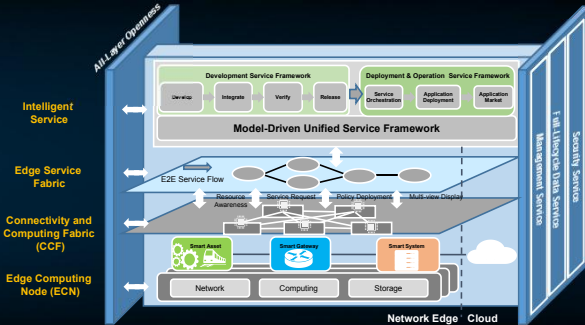 All-Layer Openness
Development Service Framework
Deployment & Operation Service Framework
Develop
Integrate
Verify
Release
Service
Orchestration
Application
Deployment
Application
Market
Model-Driven Unified Service Framework
Intelligent
Service
Edge Service
Fabric
E2E Service Flow
Resource
Awareness
Service Request
Policy Deployment
Multi-view Display
Connectivity and
Computing Fabric
(CCF)
Smart Asset
Smart Gateway
Smart System
Edge Computing
Node (ECN)
Network
Computing
Storage
Network Edge
Cloud
Management Service
Full-Lifecycle Data Service
Security Service